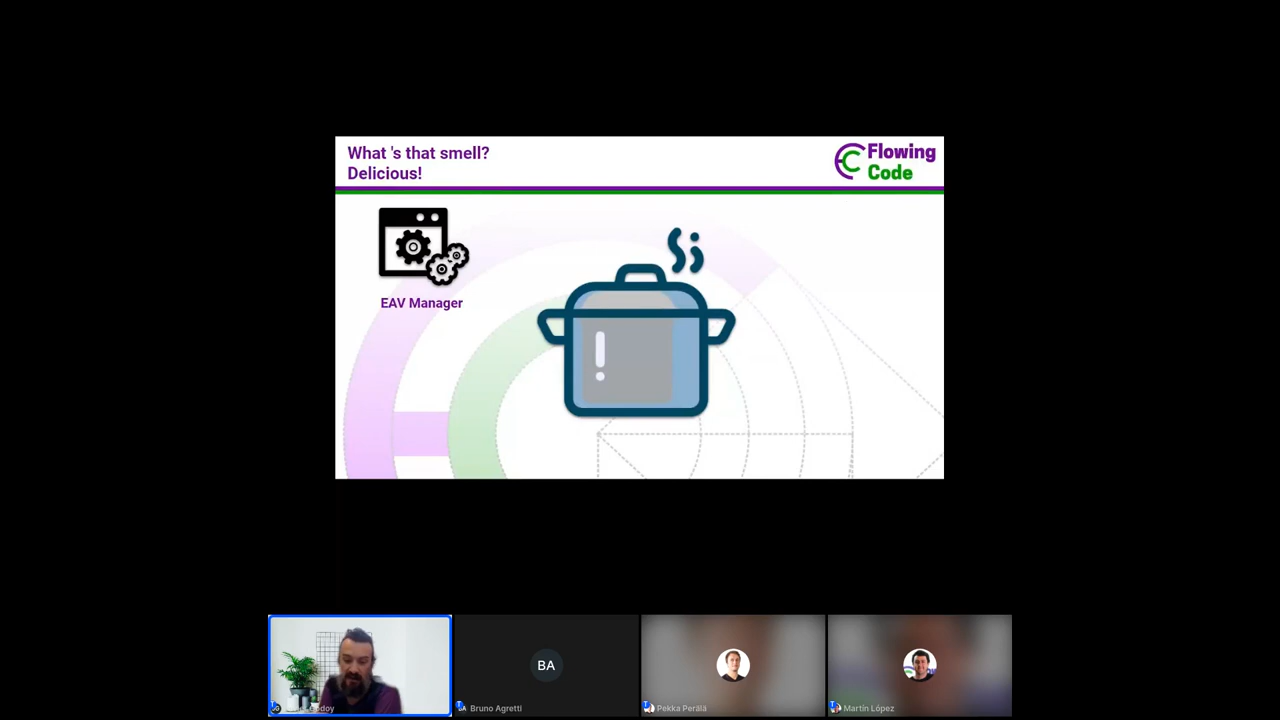 What 's that smell?
Delicious!
Flowing
Code
EAV Manager
BA
Bruno Agretti
Pekka Perälä
Martín López